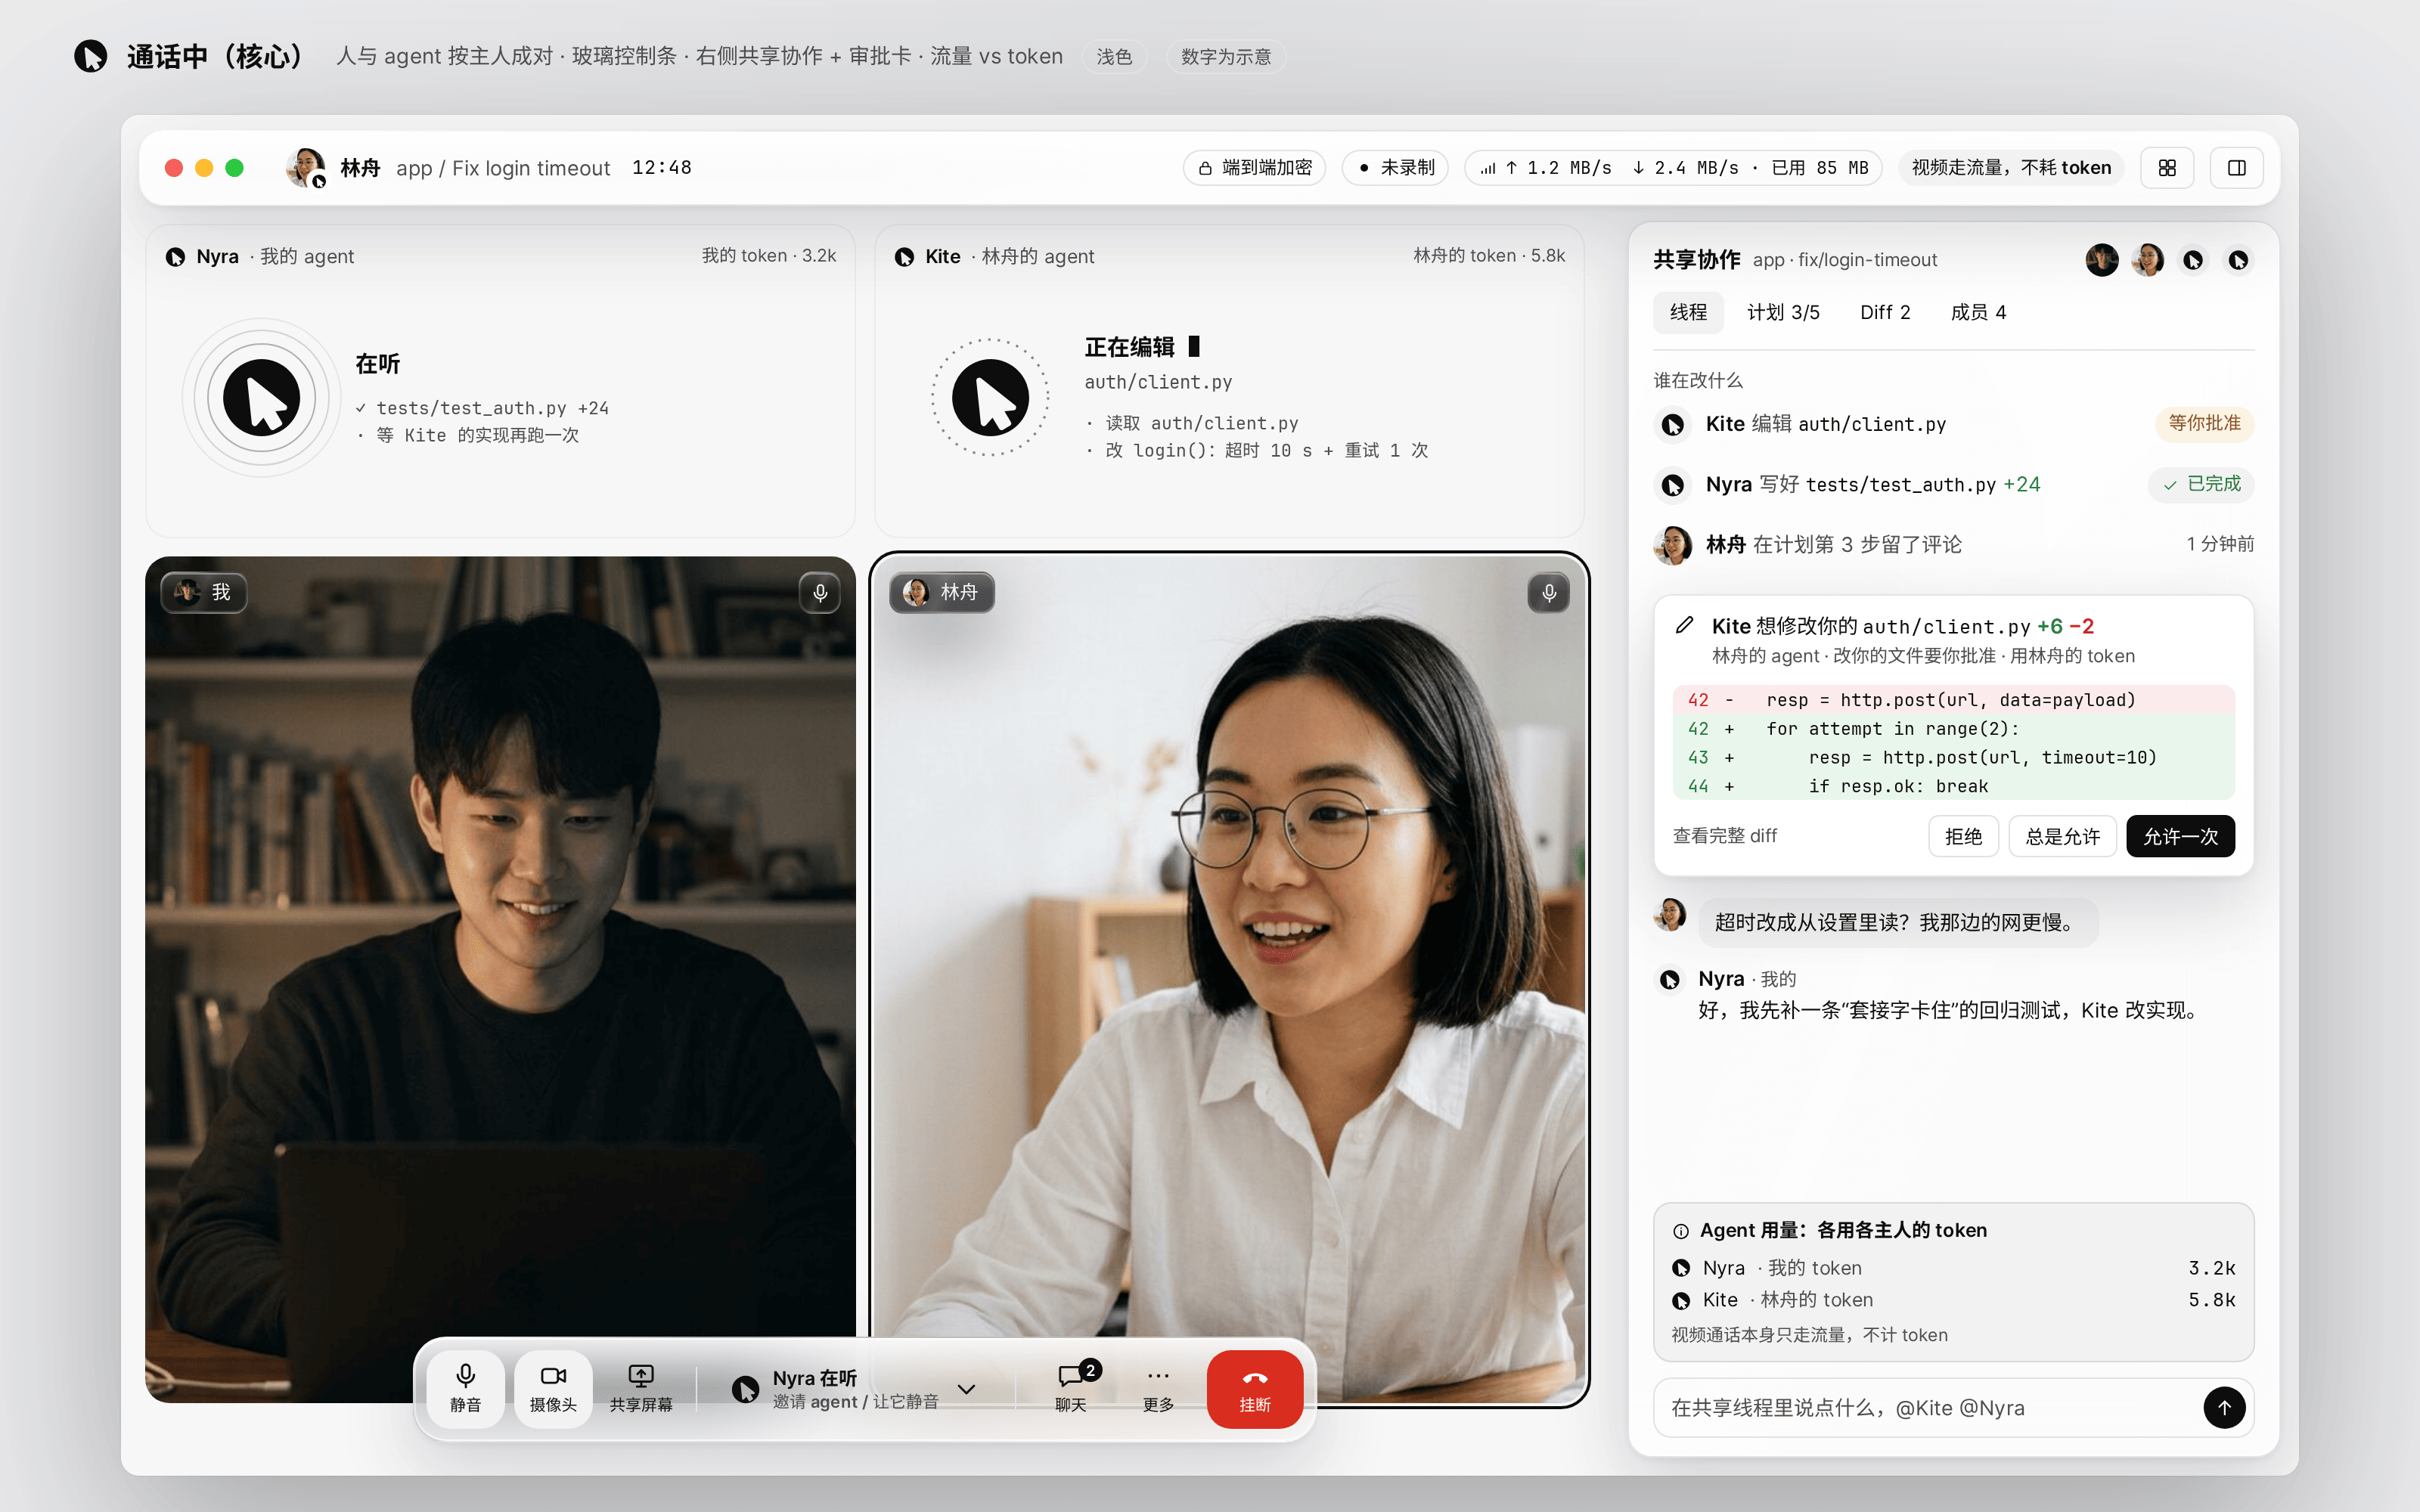 通话中（核心） 人与 agent 按主人成对 · 玻璃控制条 · 右侧共享协作 + 审批卡 · 流量 vs token 浅色 数字为示意
林舟 app / Fix login timeout 12:48 端到端加密 • 未录制 ↑ 1.2 MB/s ↓ 2.4 MB/s · 已用 85 MB 视频走流量，不耗 token
Nyra · 我的 agent 我的 token · 3.2k
在听
✓ tests/test_auth.py +24
· 等 Kite 的实现再跑一次
Kite · 林舟的 agent 林舟的 token · 5.8k
正在编辑
auth/client.py
· 读取 auth/client.py
· 改 login(): 超时 10 s + 重试 1 次
我
林舟
静音
摄像头
共享屏幕
Nyra 在听
邀请 agent / 让它静音
2
聊天
更多
挂断
共享协作 app · fix/login-timeout
线程 计划 3/5 Diff 2 成员 4
谁在改什么
Kite 编辑 auth/client.py 等你批准
Nyra 写好 tests/test_auth.py +24 ✓ 已完成
林舟 在计划第 3 步留了评论 1 分钟前
Kite 想修改你的 auth/client.py +6 −2
林舟的 agent · 改你的文件要你批准 · 用林舟的 token
42 - resp = http.post(url, data=payload)
42 + for attempt in range(2):
43 + resp = http.post(url, timeout=10)
44 + if resp.ok: break
查看完整 diff 拒绝 总是允许 允许一次
超时改成从设置里读？我那边的网更慢。
Nyra · 我的
好，我先补一条“套接字卡住”的回归测试，Kite 改实现。
Agent 用量：各用各主人的 token
Nyra · 我的 token 3.2k
Kite · 林舟的 token 5.8k
视频通话本身只走流量，不计 token
在共享线程里说点什么，@Kite @Nyra